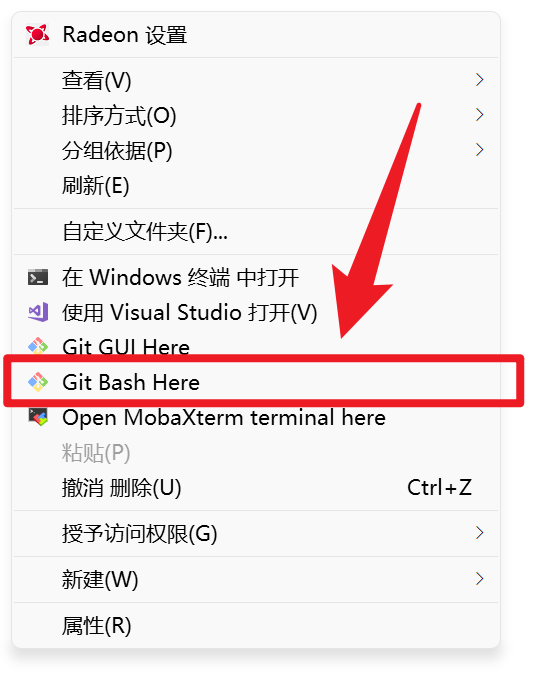 Radeon 设置
查看(V)
排序方式(O)
分组依据(P)
刷新(E)
自定义文件夹(F)...
在 Windows 终端 中打开
使用 Visual Studio 打开(V)
Git GUI Here
Git Bash Here
Open MobaXterm terminal here
粘贴(P)
撤消 删除(U) Ctrl+Z
授予访问权限(G)
新建(W)
属性(R)